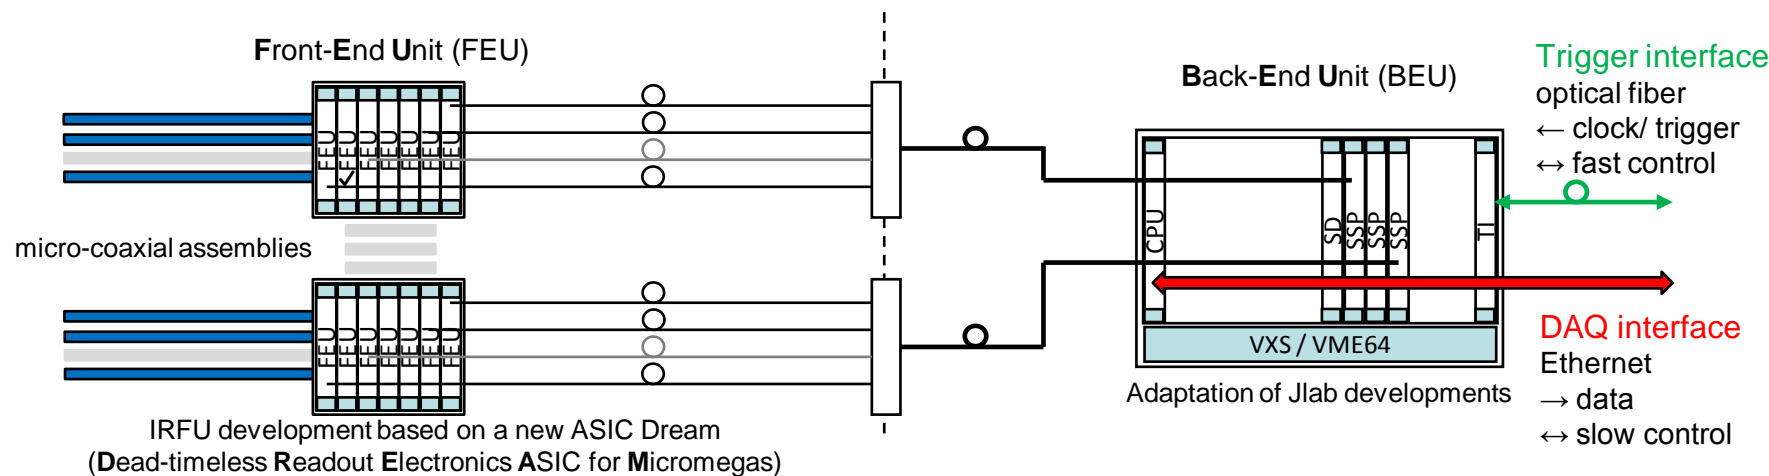 Front-End Unit (FEU)
FEU FEU FEU FEU FEU FEU FEU
micro-coaxial assemblies
FEU FEU FEU FEU FEU FEU FEU
IRFU development based on a new ASIC Dream
(Dead-timeless Readout Electronics ASIC for Micromegas)
Back-End Unit (BEU)
CPU
SD
SSP
SSP
SSP
TI
VXS / VME64
Adaptation of Jlab developments
Trigger interface
optical fiber
← clock/ trigger
↔ fast control
DAQ interface
Ethernet
→ data
↔ slow control